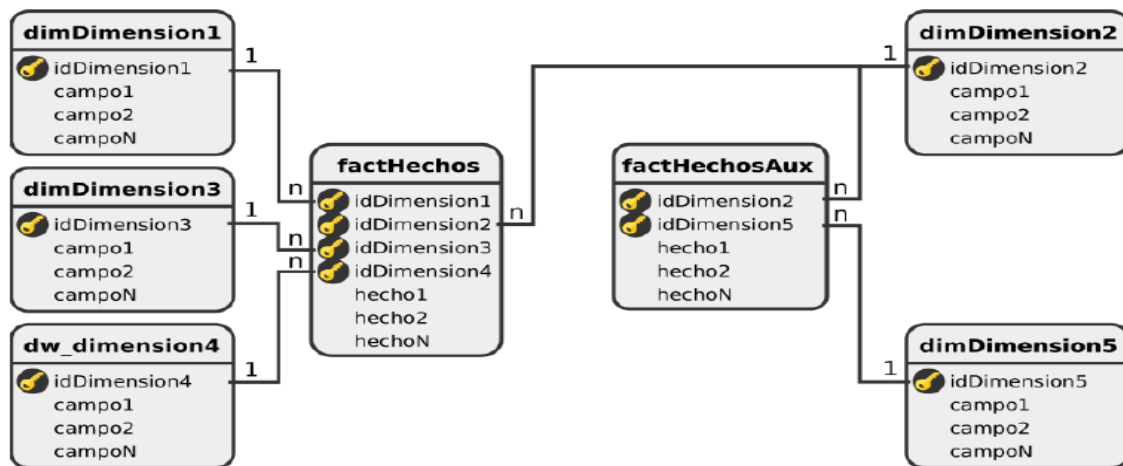 dimDimension1
idDimension1
campo1
campo2
campoN
1
n
dimDimension3
idDimension3
campo1
campo2
campoN
1
n
dw_dimension4
idDimension4
campo1
campo2
campoN
1
n
factHechos
idDimension1
idDimension2
idDimension3
idDimension4
hecho1
hecho2
hechoN
n
1
factHechosAux
idDimension2
idDimension5
hecho1
hecho2
hechoN
n
n
1
dimDimension2
idDimension2
campo1
campo2
campoN
dimDimension5
idDimension5
campo1
campo2
campoN